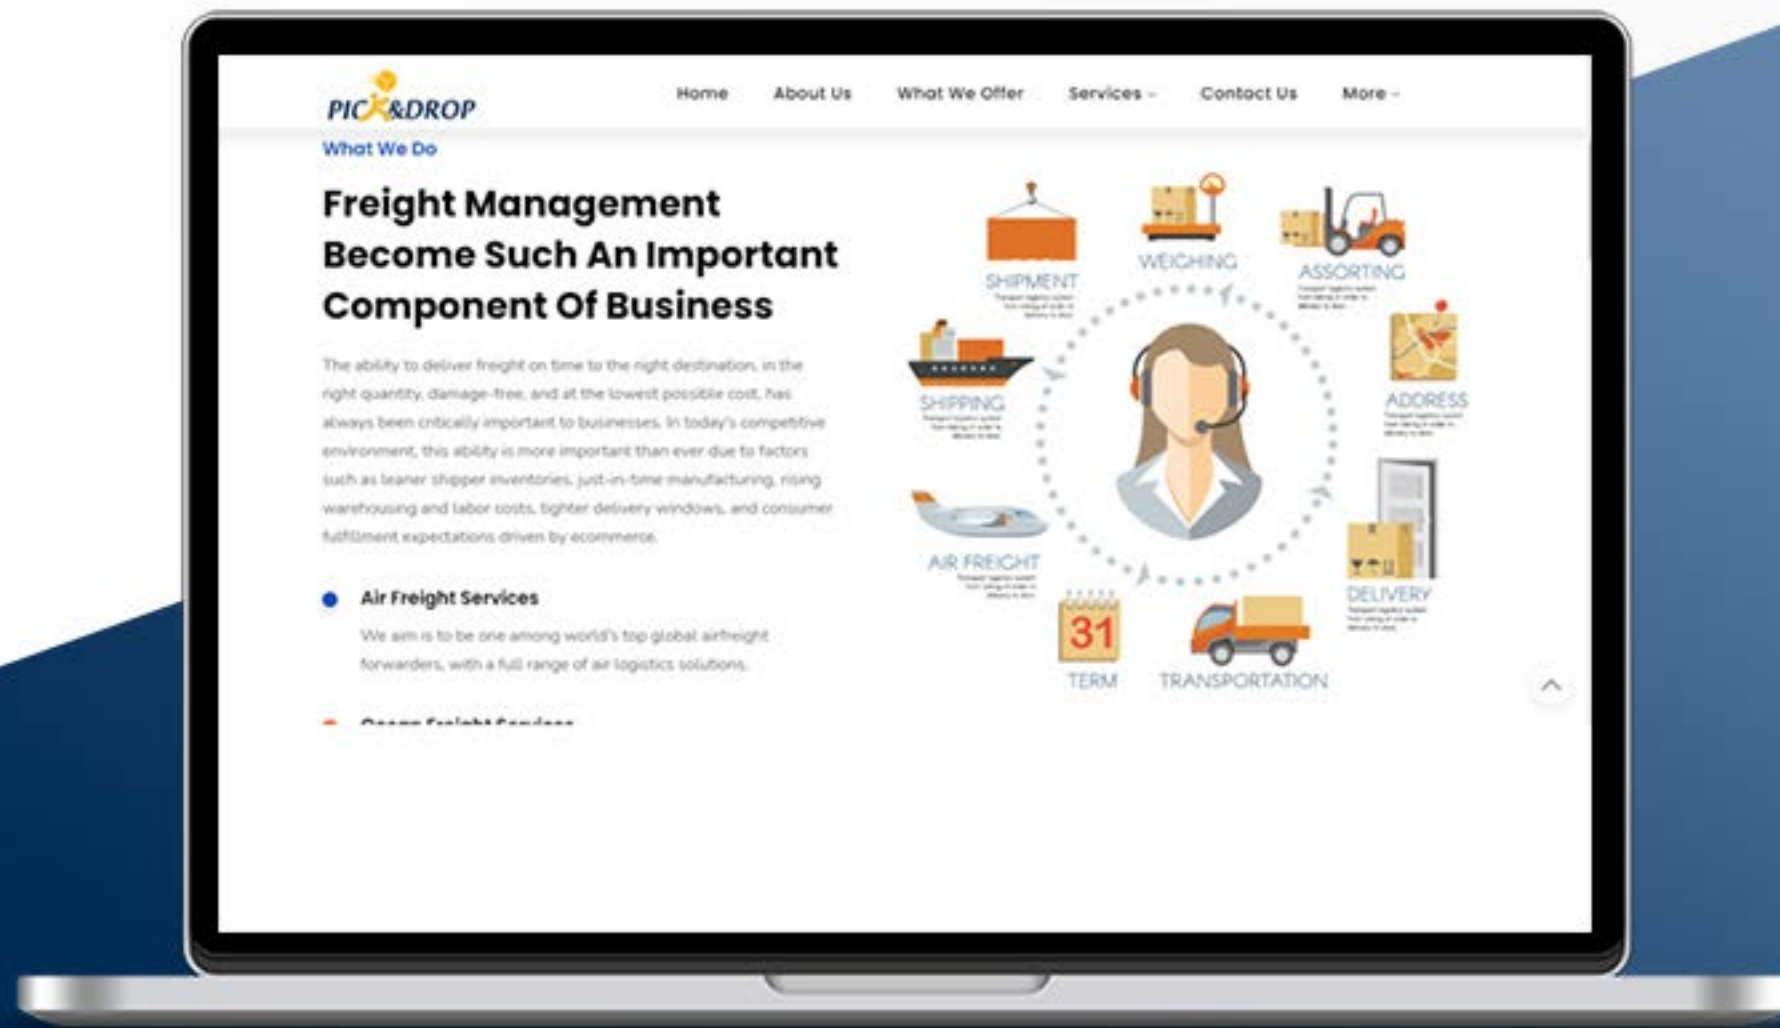 PICK&DROP
Home About Us What We Offer Services Contact Us More
What We Do
Freight Management
Become Such An Important
Component Of Business
The ability to deliver freight on time to the right destination, in the
right quantity, damage-free, and at the lowest possible cost, has
always been critically important to businesses. In today's competitive
environment, this ability is more important than ever due to factors
such as leaner shipper inventories, just-in-time manufacturing, rising
warehousing and labor costs, tighter delivery windows, and consumer
fulfillment expectations driven by ecommerce.
Air Freight Services
We aim is to be one among world's top global airfreight
forwarders, with a full range of air logistics solutions.
Ocean Freight Services
SHIPMENT
WEIGHING
ASSORTING
SHIPPING
ADDRESS
AIR FREIGHT
DELIVERY
31
TERM
TRANSPORTATION